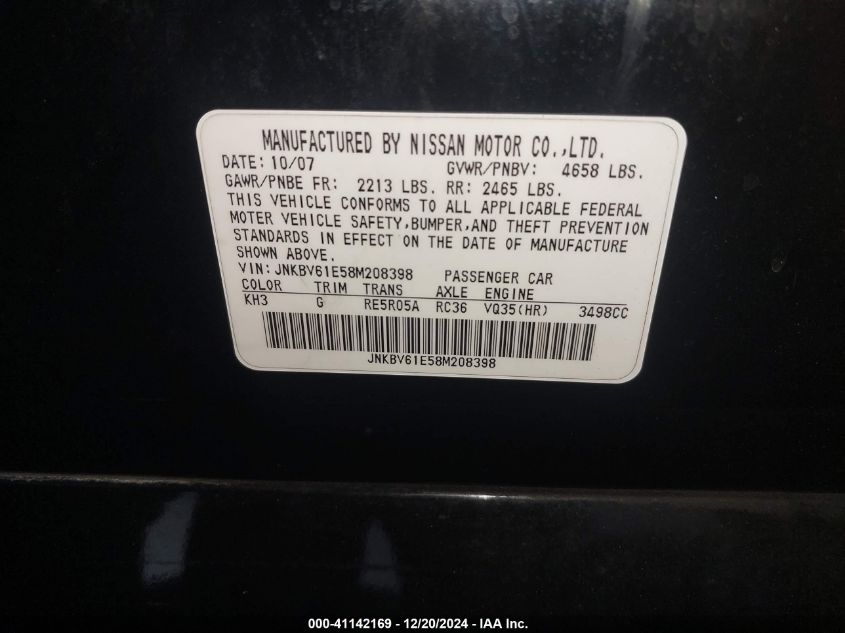 MANUFACTURED BY NISSAN MOTOR CO.,LTD.
DATE: 10/07 GVWR/PNBV: 4658 LBS.
GAWR/PNBE FR: 2213 LBS. RR: 2465 LBS.
THIS VEHICLE CONFORMS TO ALL APPLICABLE FEDERAL
MOTER VEHICLE SAFETY,BUMPER,AND THEFT PREVENTION
STANDARDS IN EFFECT ON THE DATE OF MANUFACTURE
SHOWN ABOVE.
VIN: JNKBV61E58M208398 PASSENGER CAR
COLOR TRIM TRANS AXLE ENGINE
KH3 G RE5R05A RC36 VQ35(HR) 3498CC
JNKBV61E58M208398
000-41142169 - 12/20/2024 - IAA Inc.